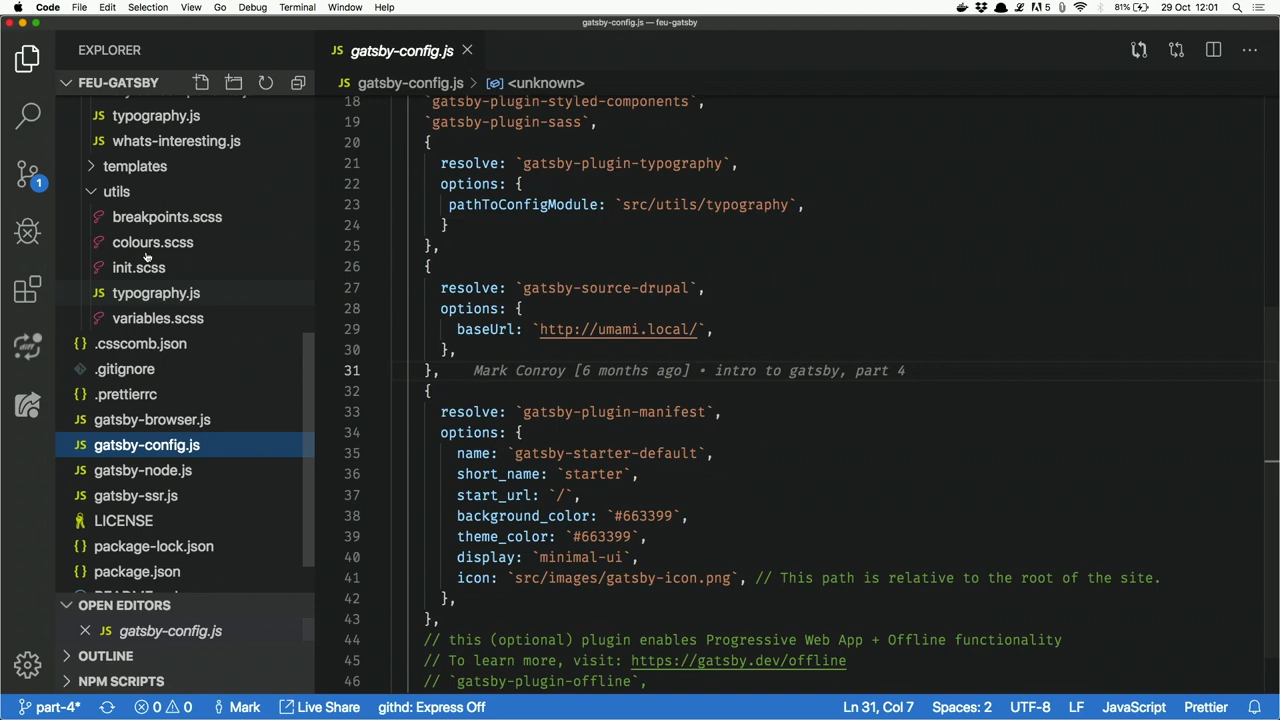 Code File Edit Selection View Go Debug Terminal Window Help 5 81% 29 Oct 12:01
gatsby-config.js — feu-gatsby
EXPLORER
FEU-GATSBY
typography.js
whats-interesting.js
templates
utils
breakpoints.scss
colours.scss
init.scss
JS typography.js
variables.scss
{} .csscomb.json
.gitignore
{} .prettierrc
JS gatsby-browser.js
JS gatsby-config.js
JS gatsby-node.js
JS gatsby-ssr.js
LICENSE
{} package-lock.json
{} package.json
OPEN EDITORS
JS gatsby-config.js
OUTLINE
NPM SCRIPTS
1
JS gatsby-config.js
JS gatsby-config.js > <unknown>
18 `gatsby-plugin-styled-components`,
19 `gatsby-plugin-sass`,
20 {
21 resolve: `gatsby-plugin-typography`,
22 options: {
23 pathToConfigModule: `src/utils/typography`,
24 }
25 },
26 {
27 resolve: `gatsby-source-drupal`,
28 options: {
29 baseUrl: `http://umami.local/`,
30 },
31 }, Mark Conroy [6 months ago] • intro to gatsby, part 4
32 {
33 resolve: `gatsby-plugin-manifest`,
34 options: {
35 name: `gatsby-starter-default`,
36 short_name: `starter`,
37 start_url: `/`,
38 background_color: `#663399`,
39 theme_color: `#663399`,
40 display: `minimal-ui`,
41 icon: `src/images/gatsby-icon.png`, // This path is relative to the root of the site.
42 },
43 },
44 // this (optional) plugin enables Progressive Web App + Offline functionality
45 // To learn more, visit: https://gatsby.dev/offline
46 // `gatsby-plugin-offline`,
part-4* 0 0 Mark Live Share githd: Express Off Ln 31, Col 7 Spaces: 2 UTF-8 LF JavaScript Prettier